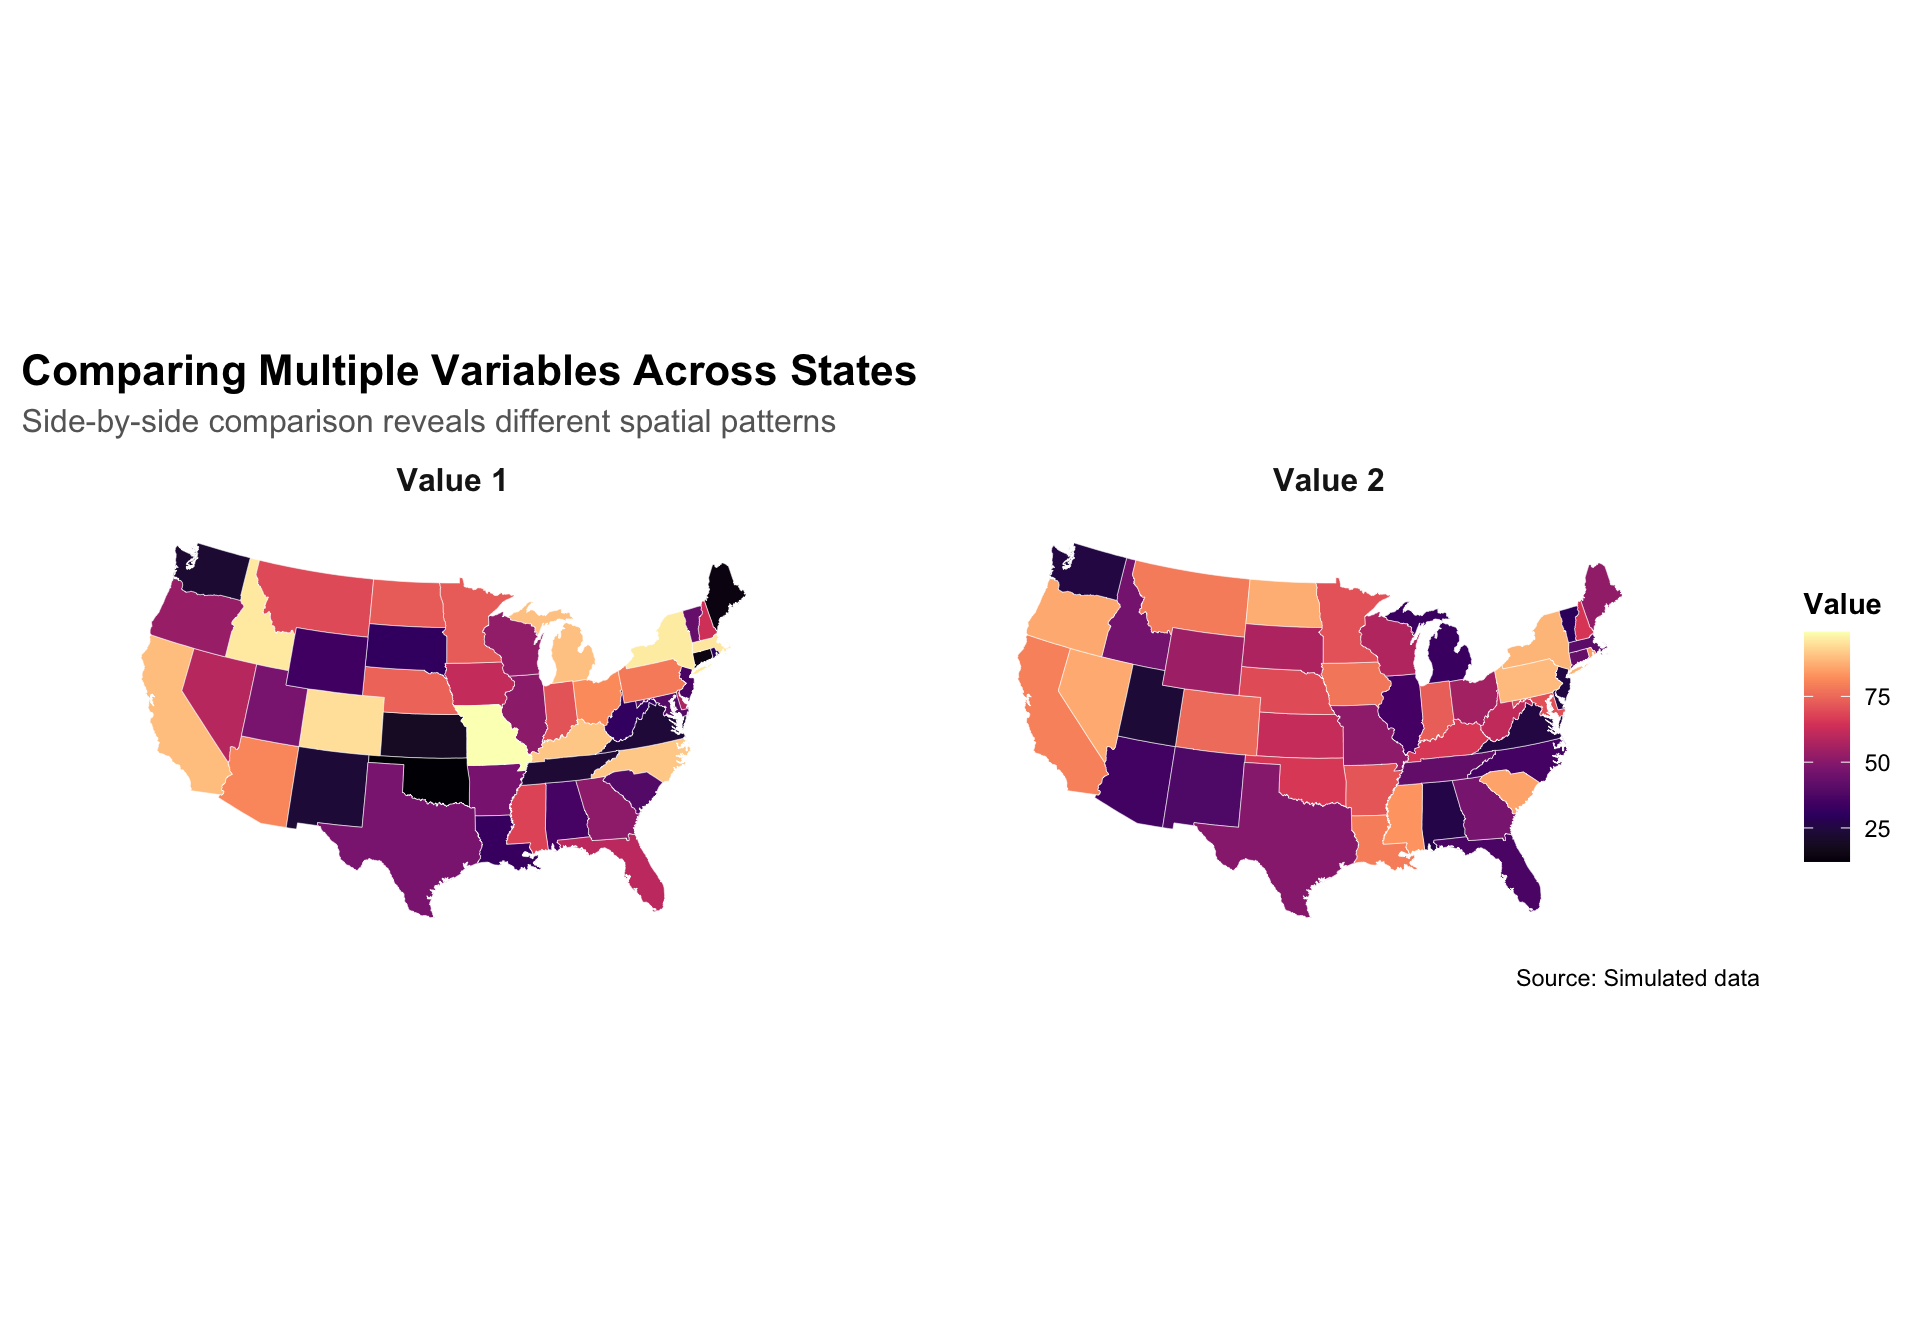 Comparing Multiple Variables Across States
Side-by-side comparison reveals different spatial patterns
Value 1
Value 2
Value
75
50
25
Source: Simulated data